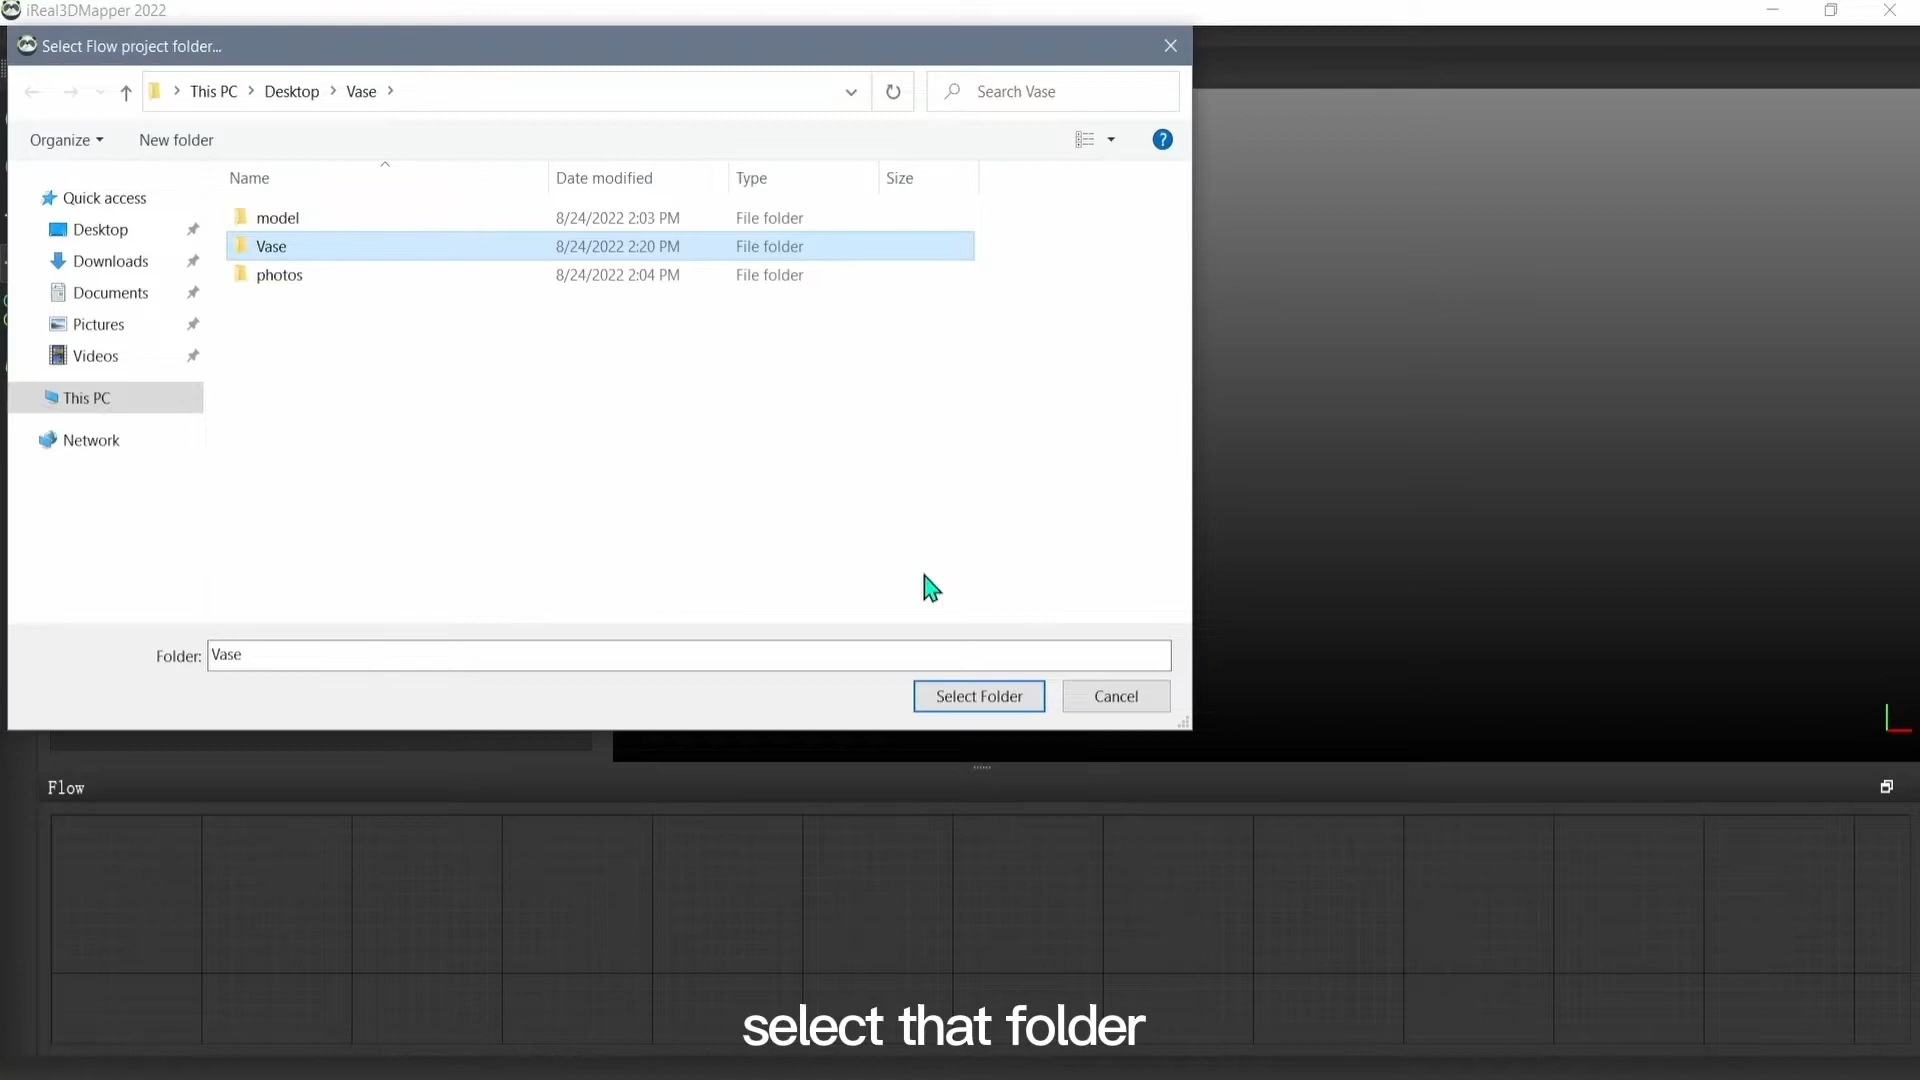 iReal3DMapper 2022
Select Flow project folder...
This PC > Desktop > Vase >
Search Vase
Organize
New folder
?
Name
Date modified
Type
Size
Quick access
Desktop
Downloads
Documents
Pictures
Videos
This PC
Network
model 8/24/2022 2:03 PM File folder
Vase 8/24/2022 2:20 PM File folder
photos 8/24/2022 2:04 PM File folder
Folder: Vase
Select Folder
Cancel
Flow
select that folder